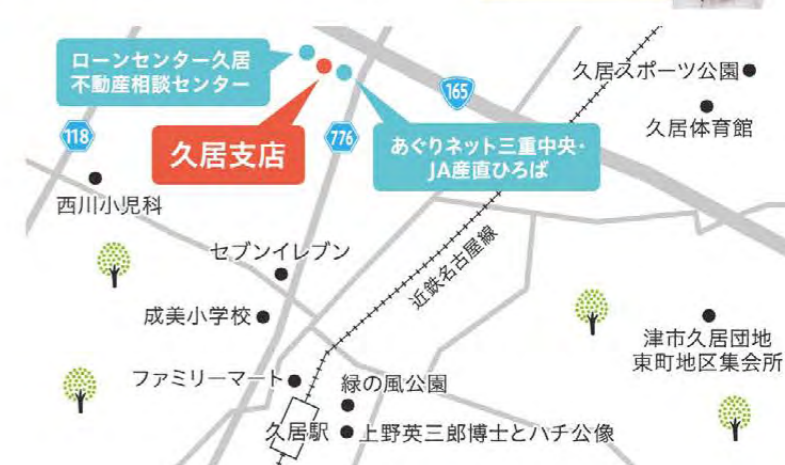 ローンセンター久居
不動産相談センター
久居スポーツ公園
165
久居体育館
118
776
久居支店
あぐりネット三重中央・
JA産直ひろば
西川小児科
セブンイレブン
近鉄名古屋線
成美小学校
津市久居団地
東町地区集会所
ファミリーマート
緑の風公園
久居駅
上野英三郎博士とハチ公像